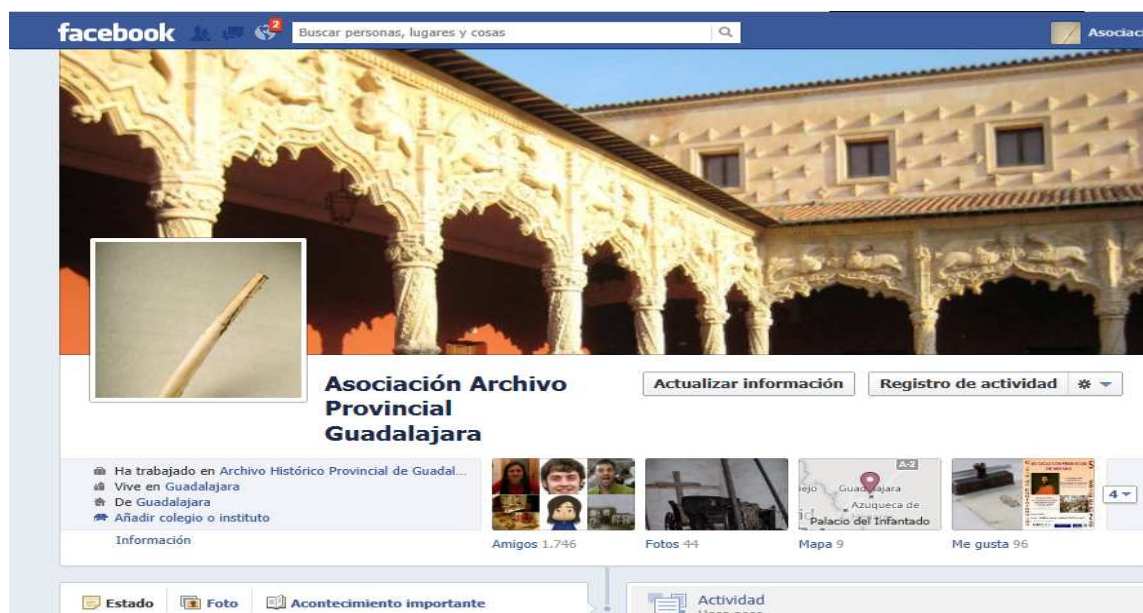 facebook
2
Buscar personas, lugares y cosas
Asociaci
Asociación Archivo
Provincial
Guadalajara
Actualizar información
Registro de actividad
Ha trabajado en Archivo Histórico Provincial de Guadal...
Vive en Guadalajara
De Guadalajara
Añadir colegio o instituto
Información
A-2
Azuqueca de
Palacio del Infantado
4
Amigos 1.746
Fotos 44
Mapa 9
Me gusta 96
Estado
Foto
Acontecimiento importante
Actividad